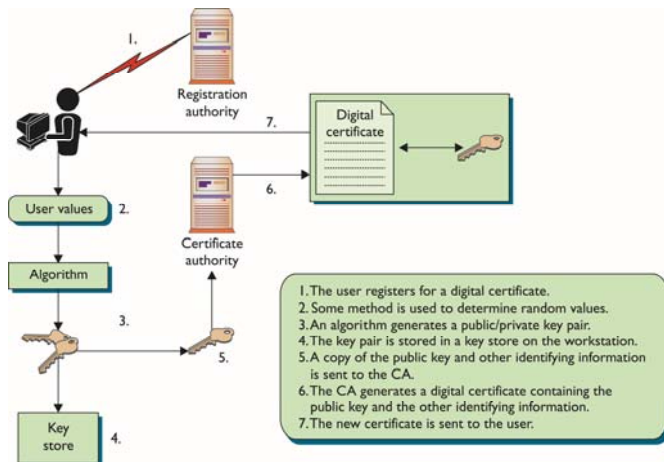 1.
Registration
authority
7.
Digital
certificate
6.
User values
2.
Certificate
authority
Algorithm
3.
5.
Key
store
4.
1. The user registers for a digital certificate.
2. Some method is used to determine random values.
3. An algorithm generates a public/private key pair.
4. The key pair is stored in a key store on the workstation.
5. A copy of the public key and other identifying information
is sent to the CA.
6. The CA generates a digital certificate containing the
public key and the other identifying information.
7. The new certificate is sent to the user.